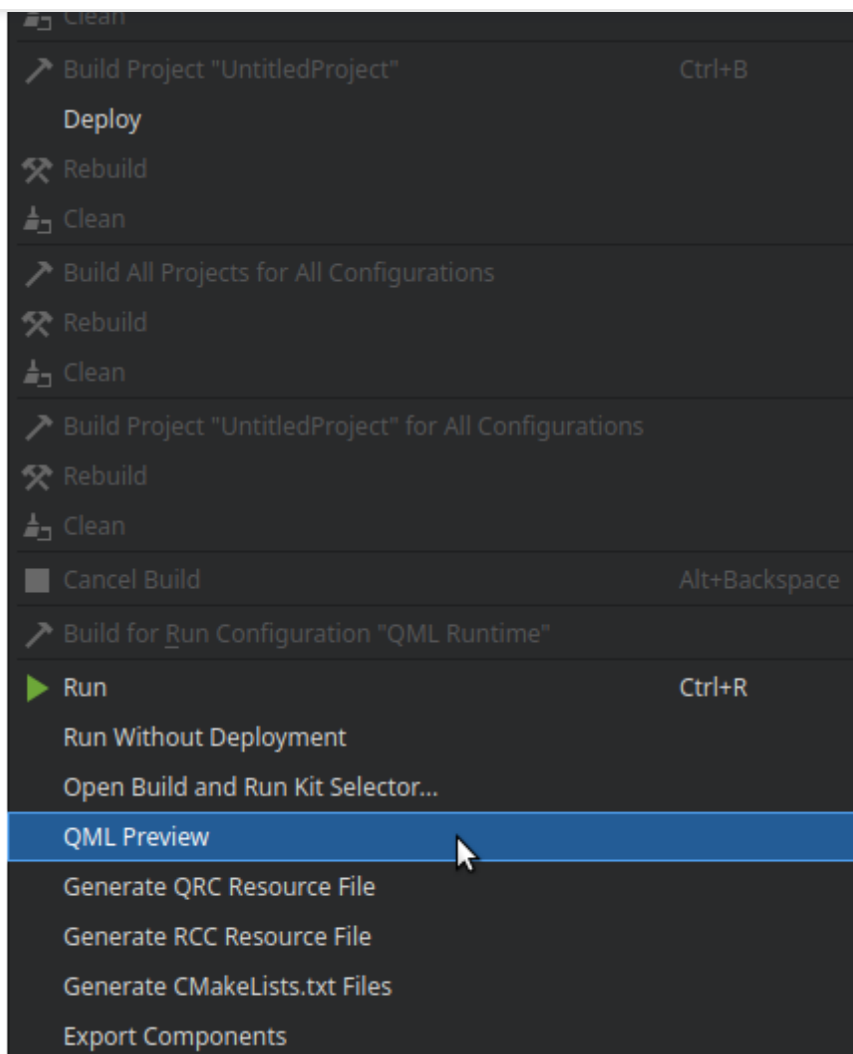 Clean
Build Project "UntitledProject" Ctrl+B
Deploy
Rebuild
Clean
Build All Projects for All Configurations
Rebuild
Clean
Build Project "UntitledProject" for All Configurations
Rebuild
Clean
Cancel Build Alt+Backspace
Build for Run Configuration "QML Runtime"
Run Ctrl+R
Run Without Deployment
Open Build and Run Kit Selector...
QML Preview
Generate QRC Resource File
Generate RCC Resource File
Generate CMakeLists.txt Files
Export Components